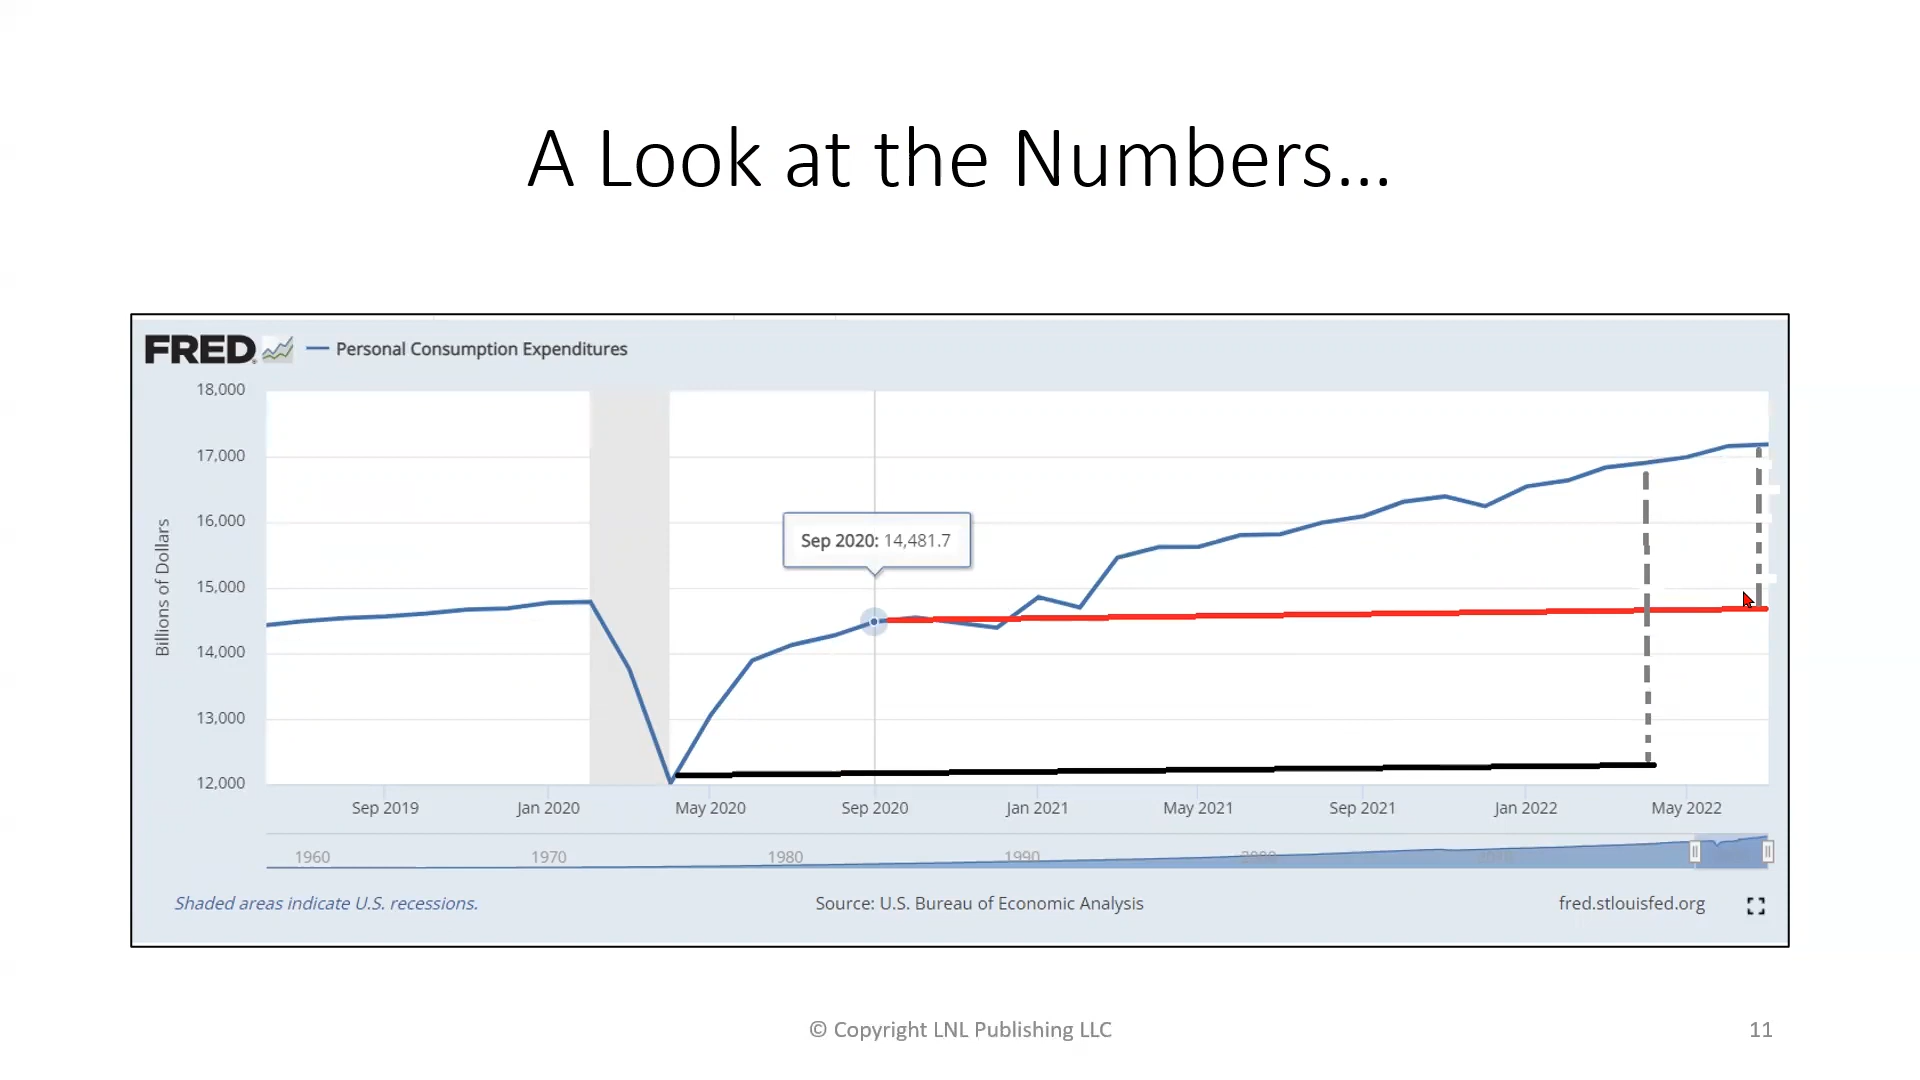 A Look at the Numbers...
FRED
Personal Consumption Expenditures
18,000
17,000
16,000
15,000
14,000
13,000
12,000
Billions of Dollars
Sep 2020: 14,481.7
Sep 2019 Jan 2020 May 2020 Sep 2020 Jan 2021 May 2021 Sep 2021 Jan 2022 May 2022
1960 1970 1980 1990 2000
Shaded areas indicate U.S. recessions. Source: U.S. Bureau of Economic Analysis fred.stlouisfed.org
© Copyright LNL Publishing LLC 11